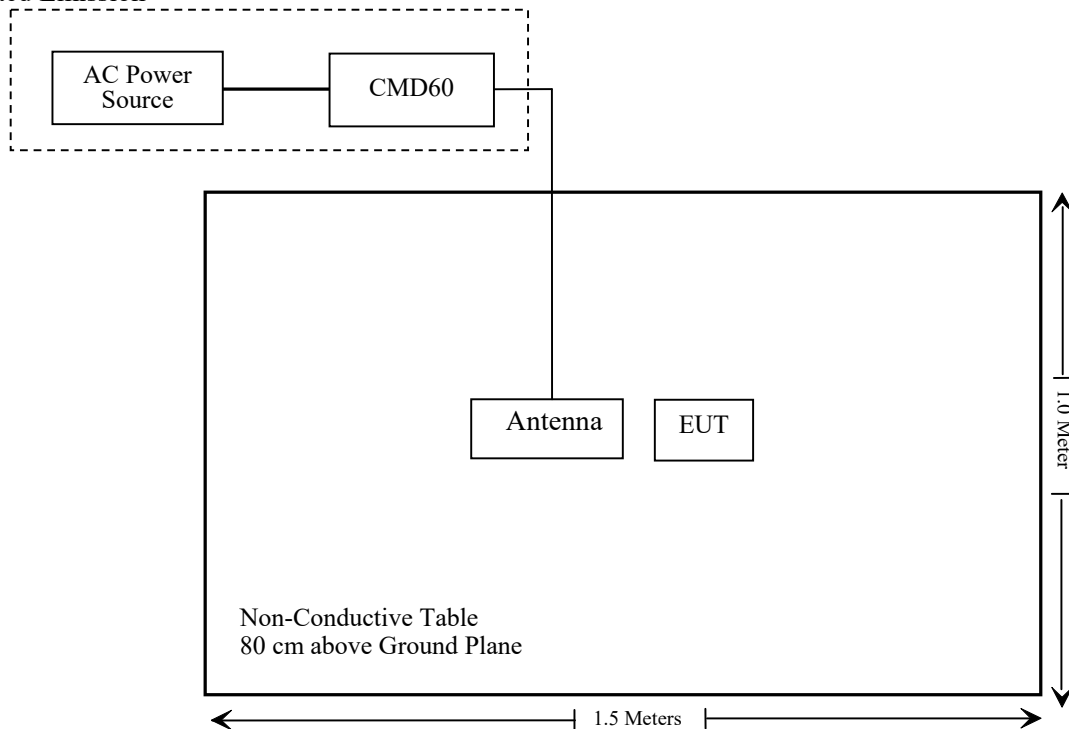 Emission
AC Power
Source
CMD60
Antenna
EUT
1.0 Meter
Non-Conductive Table
80 cm above Ground Plane
1.5 Meters